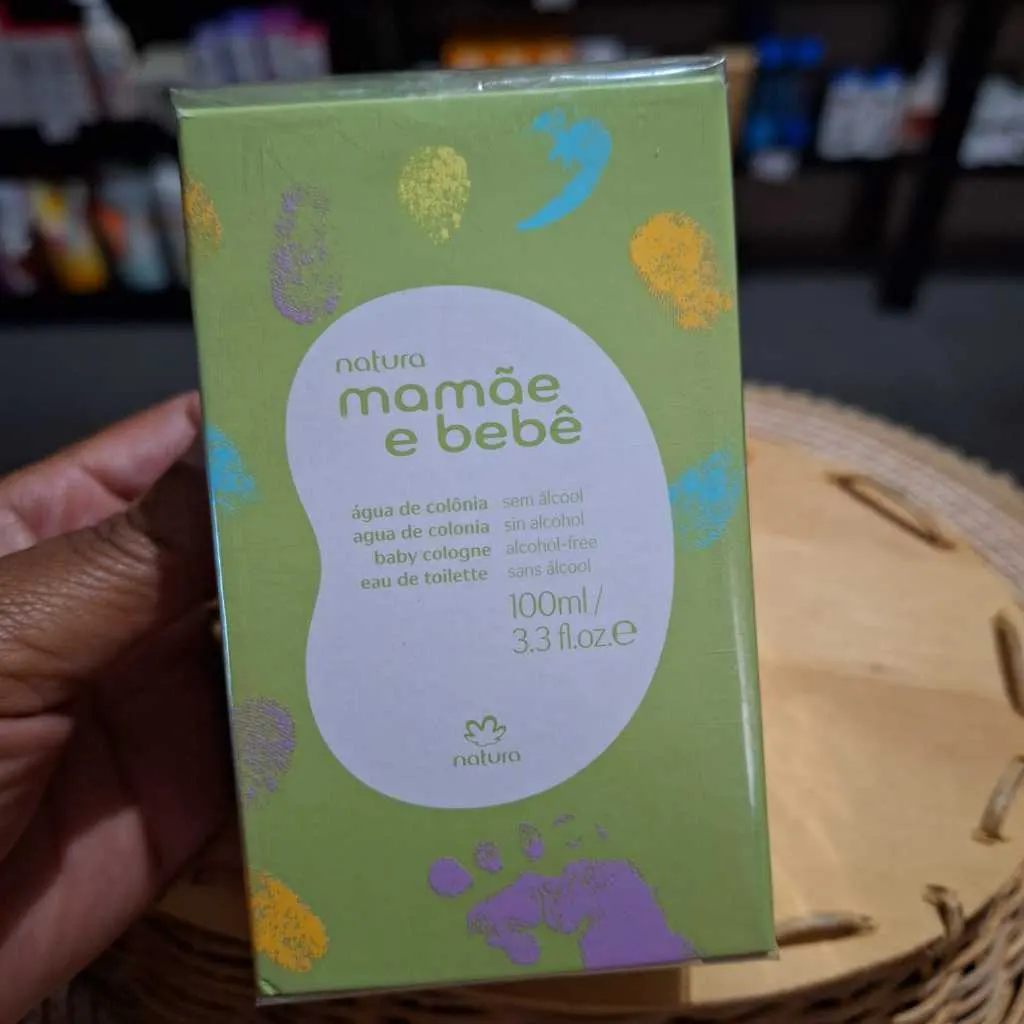 natura
mamãe
e bebê
água de colônia sem álcool
agua de colonia sin alcohol
baby cologne alcohol-free
eau de toilette sans álcool
100ml /
3.3 fl.oz.e
natura